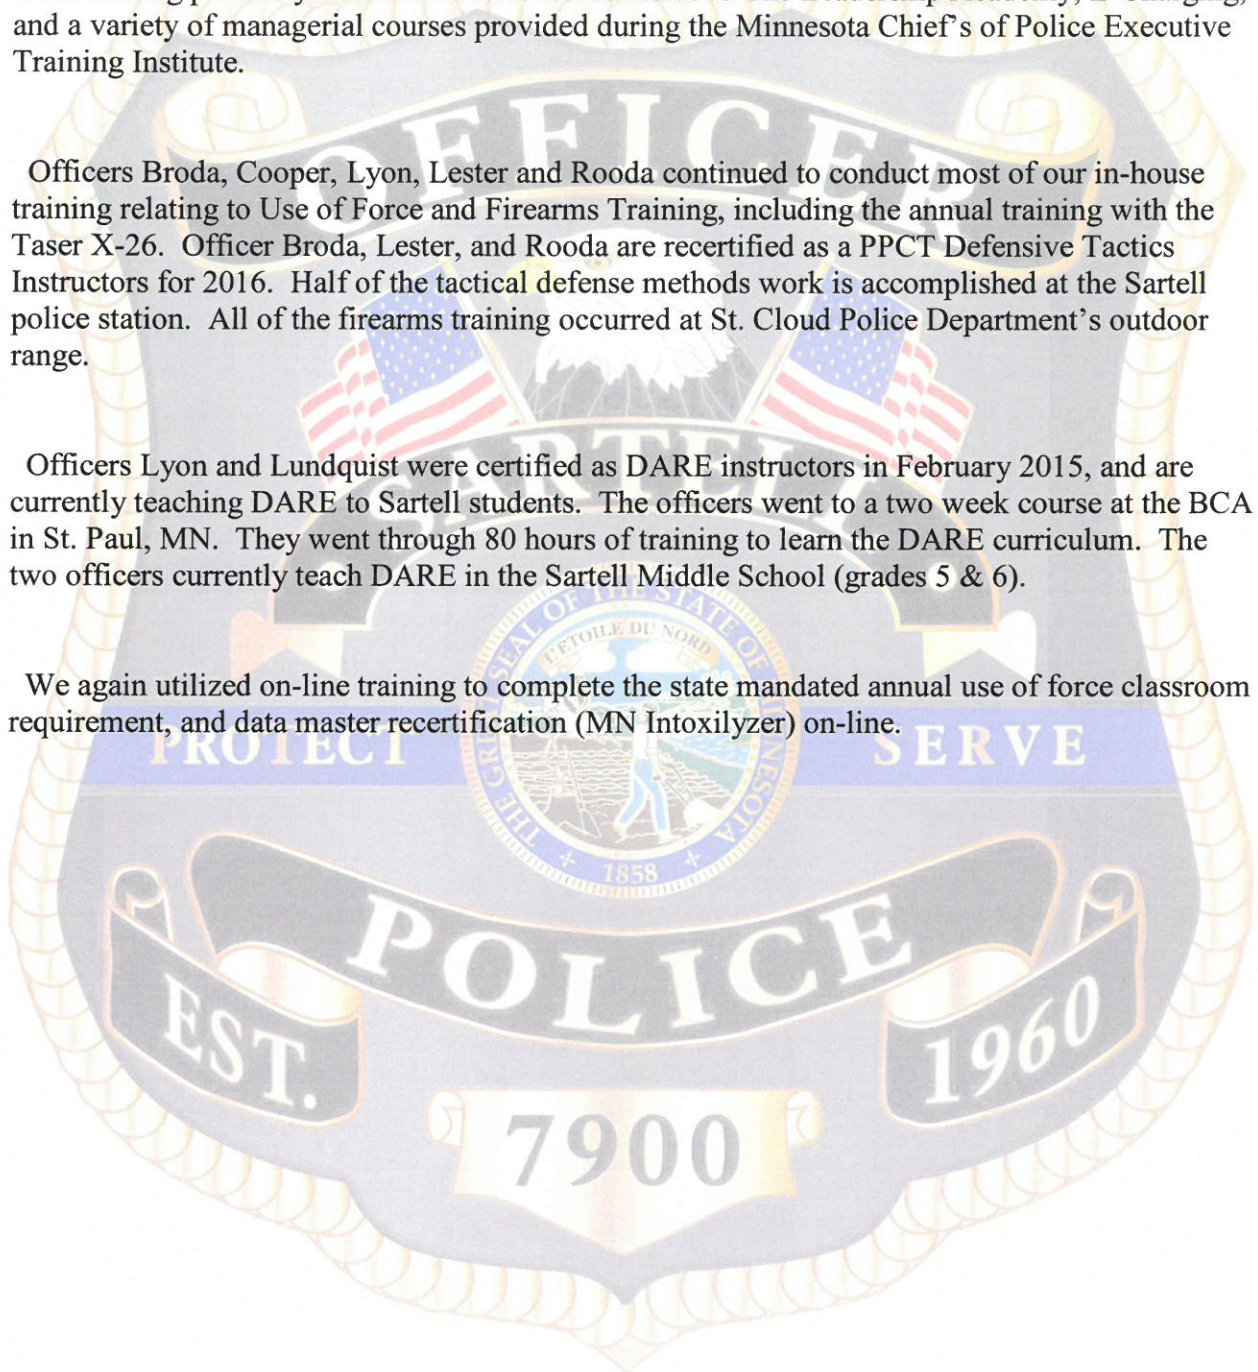 and a variety of managerial courses provided during the Minnesota Chief's of Police Executive
Training Institute.
OFFICER
Officers Broda, Cooper, Lyon, Lester and Rooda continued to conduct most of our in-house
training relating to Use of Force and Firearms Training, including the annual training with the
Taser X-26.  Officer Broda, Lester, and Rooda are recertified as a PPCT Defensive Tactics
Instructors for 2016.  Half of the tactical defense methods work is accomplished at the Sartell
police station.  All of the firearms training occurred at St. Cloud Police Department's outdoor
range.
SARTELL
Officers Lyon and Lundquist were certified as DARE instructors in February 2015, and are
currently teaching DARE to Sartell students.  The officers went to a two week course at the BCA
in St. Paul, MN.  They went through 80 hours of training to learn the DARE curriculum.  The
two officers currently teach DARE in the Sartell Middle School (grades 5 & 6).
THE GREAT SEAL OF THE STATE OF MINNESOTA
L'ETOILE DU NORD
We again utilized on-line training to complete the state mandated annual use of force classroom
requirement, and data master recertification (MN Intoxilyzer) on-line.
PROTECT SERVE
1858
POLICE
EST. 1960
7900